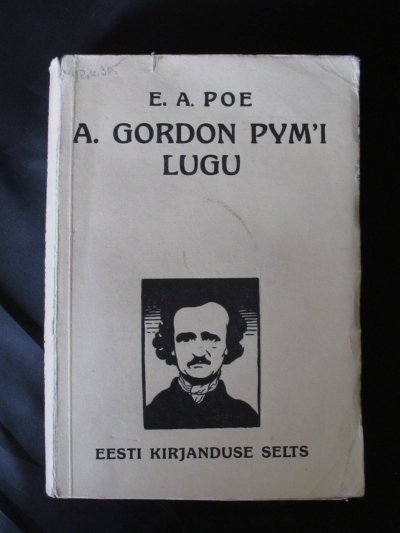 E. A. POE
A. GORDON PYM'I
LUGU
EESTI KIRJANDUSE SELTS